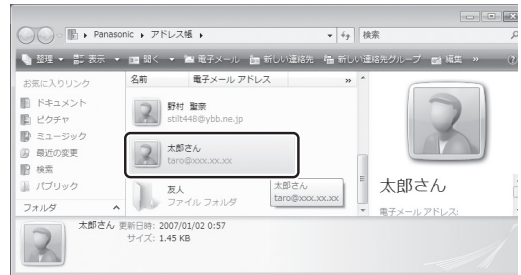 Panasonic ▸ アドレス帳 ▸
検索
整理 ▼ 表示 ▼ 開く ▼ 電子メール 新しい連絡先 新しい連絡先グループ 編集 »
お気に入りリンク
ドキュメント
ピクチャ
ミュージック
最近の変更
検索
パブリック
フォルダ
名前 電子メール アドレス »
野村 聖奈
stilt448@ybb.ne.jp
太郎さん
taro@xxx.xx.xx
友人
ファイル フォルダ
太郎さん
taro@xxx.xx.xx
太郎さん
電子メール アドレス:
太郎さん 更新日時: 2007/01/02 0:57
サイズ: 1.45 KB